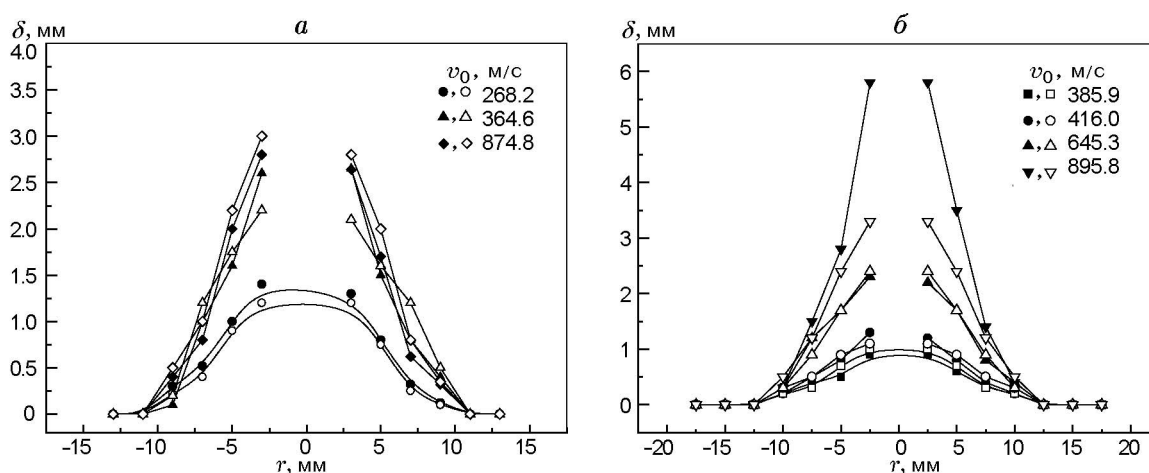 а
δ, мм
4.0
3.5
3.0
2.5
2.0
1.5
1.0
0.5
0
v₀, м/с
●, ○ 268.2
▲, △ 364.6
◆, ◇ 874.8
−15 −10 −5 0 5 10 15
r, мм
б
δ, мм
6
5
4
3
2
1
0
v₀, м/с
■, □ 385.9
●, ○ 416.0
▲, △ 645.3
▼, ▽ 895.8
−20 −15 −10 −5 0 5 10 15 20
r, мм